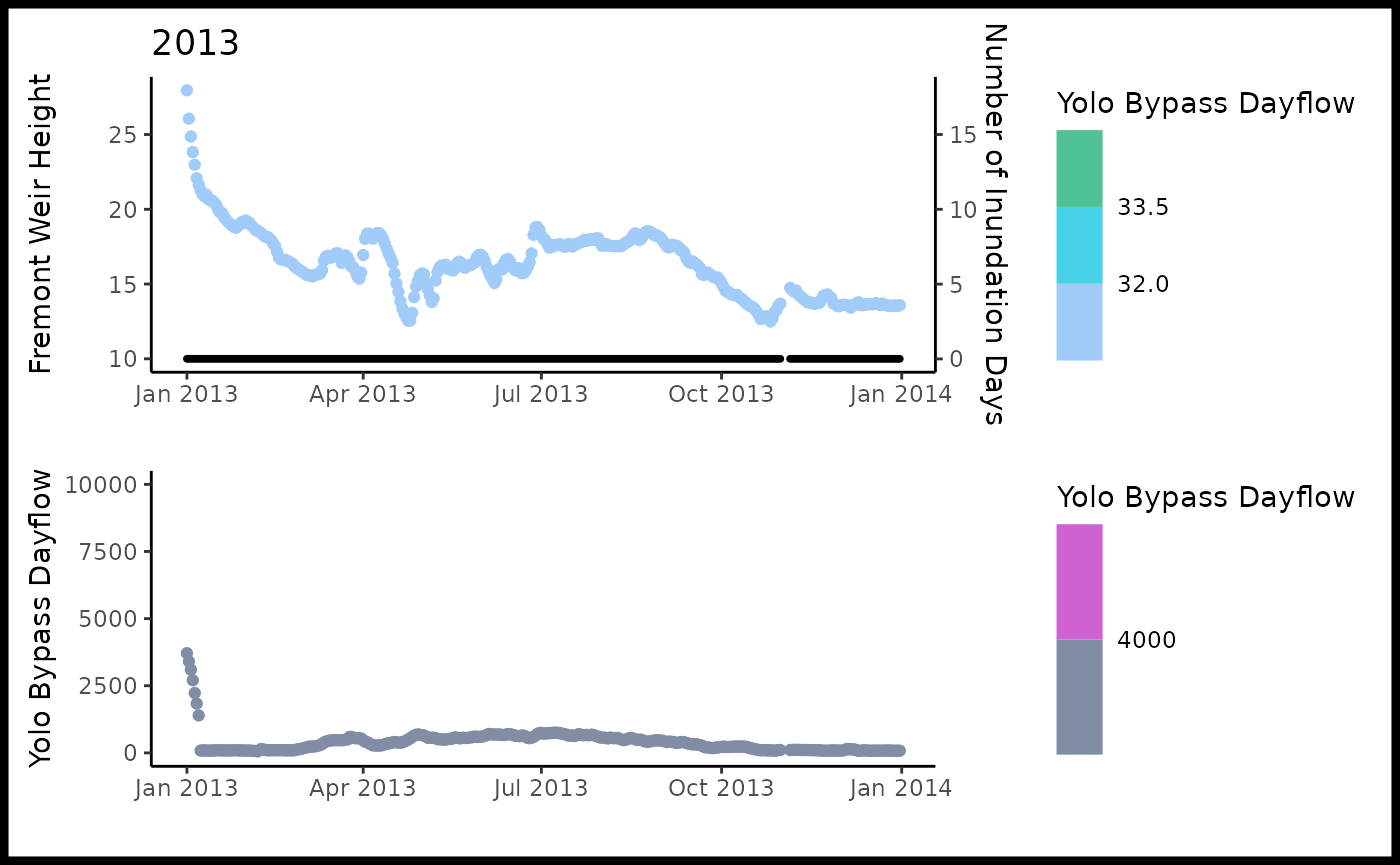 2013
Fremont Weir Height
25
20
15
10
Number of Inundation Days
15
10
5
0
Jan 2013 Apr 2013 Jul 2013 Oct 2013 Jan 2014
Yolo Bypass Dayflow
33.5
32.0
Yolo Bypass Dayflow
10000
7500
5000
2500
0
Jan 2013 Apr 2013 Jul 2013 Oct 2013 Jan 2014
Yolo Bypass Dayflow
4000